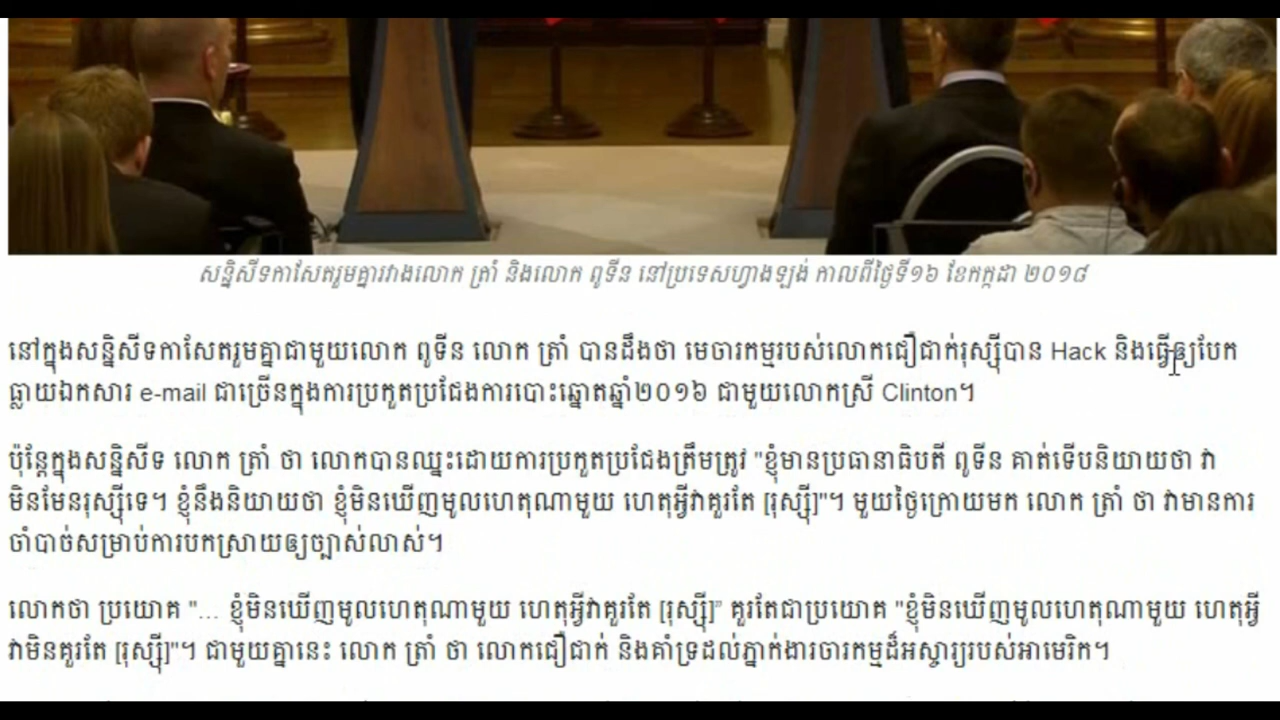 សន្និសីទកាសែតរួមគ្នារវាងលោក ត្រាំ និងលោក ពូទីន នៅប្រទេសហ្វាំងឡង់ កាលពីថ្ងៃទី១៦ ខែកក្កដា ២០១៨
នៅក្នុងសន្និសីទកាសែតរួមគ្នាជាមួយលោក ពូទីន លោក ត្រាំ បានដឹងថា មេចារកម្មរបស់លោកជឿជាក់រុស្ស៊ីបាន Hack និងធ្វើឲ្យបែក
ធ្លាយឯកសារ e-mail ជាច្រើនក្នុងការប្រកួតប្រជែងការបោះឆ្នោតឆ្នាំ២០១៦ ជាមួយលោកស្រី Clinton។
ប៉ុន្តែក្នុងសន្និសីទ លោក ត្រាំ ថា លោកបានឈ្នះដោយការប្រកួតប្រជែងត្រឹមត្រូវ "ខ្ញុំមានប្រធានាធិបតី ពូទីន គាត់ទើបនិយាយថា វា
មិនមែនរុស្ស៊ីទេ។ ខ្ញុំនឹងនិយាយថា ខ្ញុំមិនឃើញមូលហេតុណាមួយ ហេតុអ្វីវាគួរតែ [រុស្ស៊ី]"។ មួយថ្ងៃក្រោយមក លោក ត្រាំ ថា វាមានការ
ចាំបាច់សម្រាប់ការបកស្រាយឲ្យច្បាស់លាស់។
លោកថា ប្រយោគ "... ខ្ញុំមិនឃើញមូលហេតុណាមួយ ហេតុអ្វីវាគួរតែ [រុស្ស៊ី]” គួរតែជាប្រយោគ "ខ្ញុំមិនឃើញមូលហេតុណាមួយ ហេតុអ្វី
វាមិនគួរតែ [រុស្ស៊ី]"។ ជាមួយគ្នានេះ លោក ត្រាំ ថា លោកជឿជាក់ និងគាំទ្រដល់ភ្នាក់ងារចារកម្មដ៏អស្ចារ្យរបស់អាមេរិក។